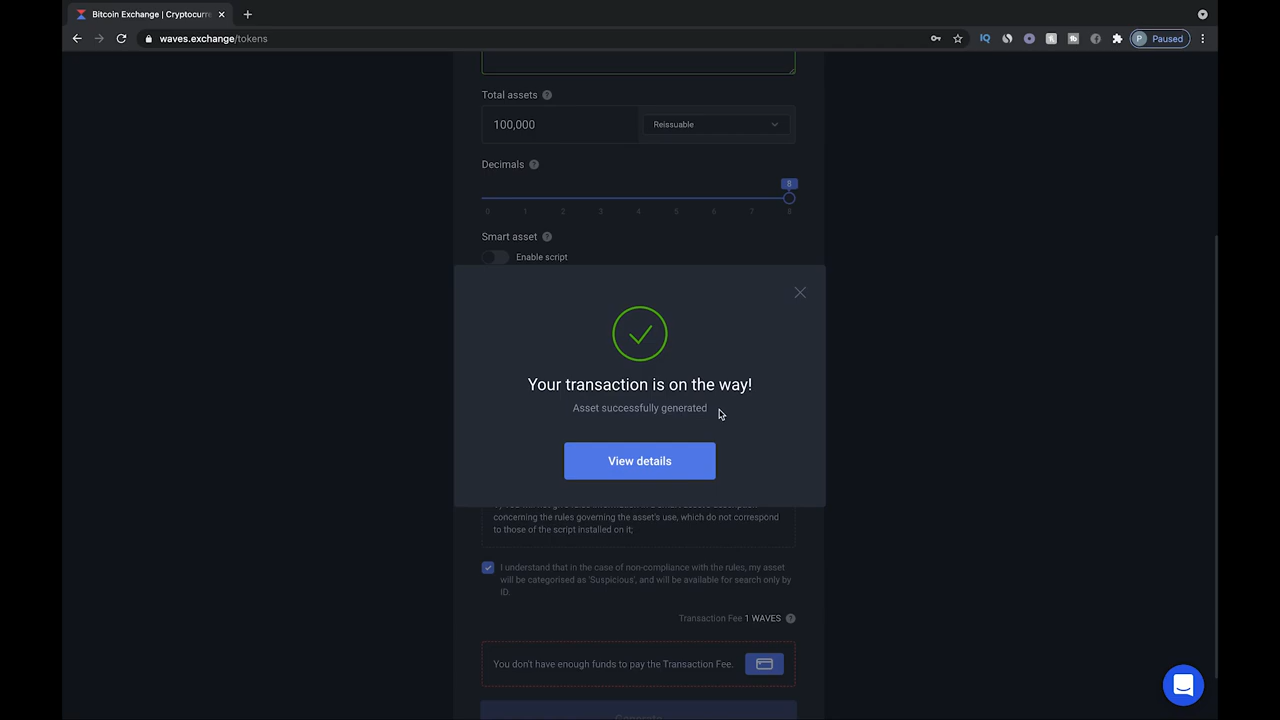 Bitcoin Exchange | Cryptocurre
waves.exchange/tokens
Paused
Total assets
100,000
Reissuable
Decimals
8
0 1 2 3 4 5 6 7 8
Smart asset
Enable script
Your transaction is on the way!
Asset successfully generated
View details
concerning the rules governing the asset's use, which do not correspond
to those of the script installed on it;
I understand that in the case of non-compliance with the rules, my asset
will be categorised as 'Suspicious', and will be available for search only by
ID.
Transaction Fee 1 WAVES
You don't have enough funds to pay the Transaction Fee.